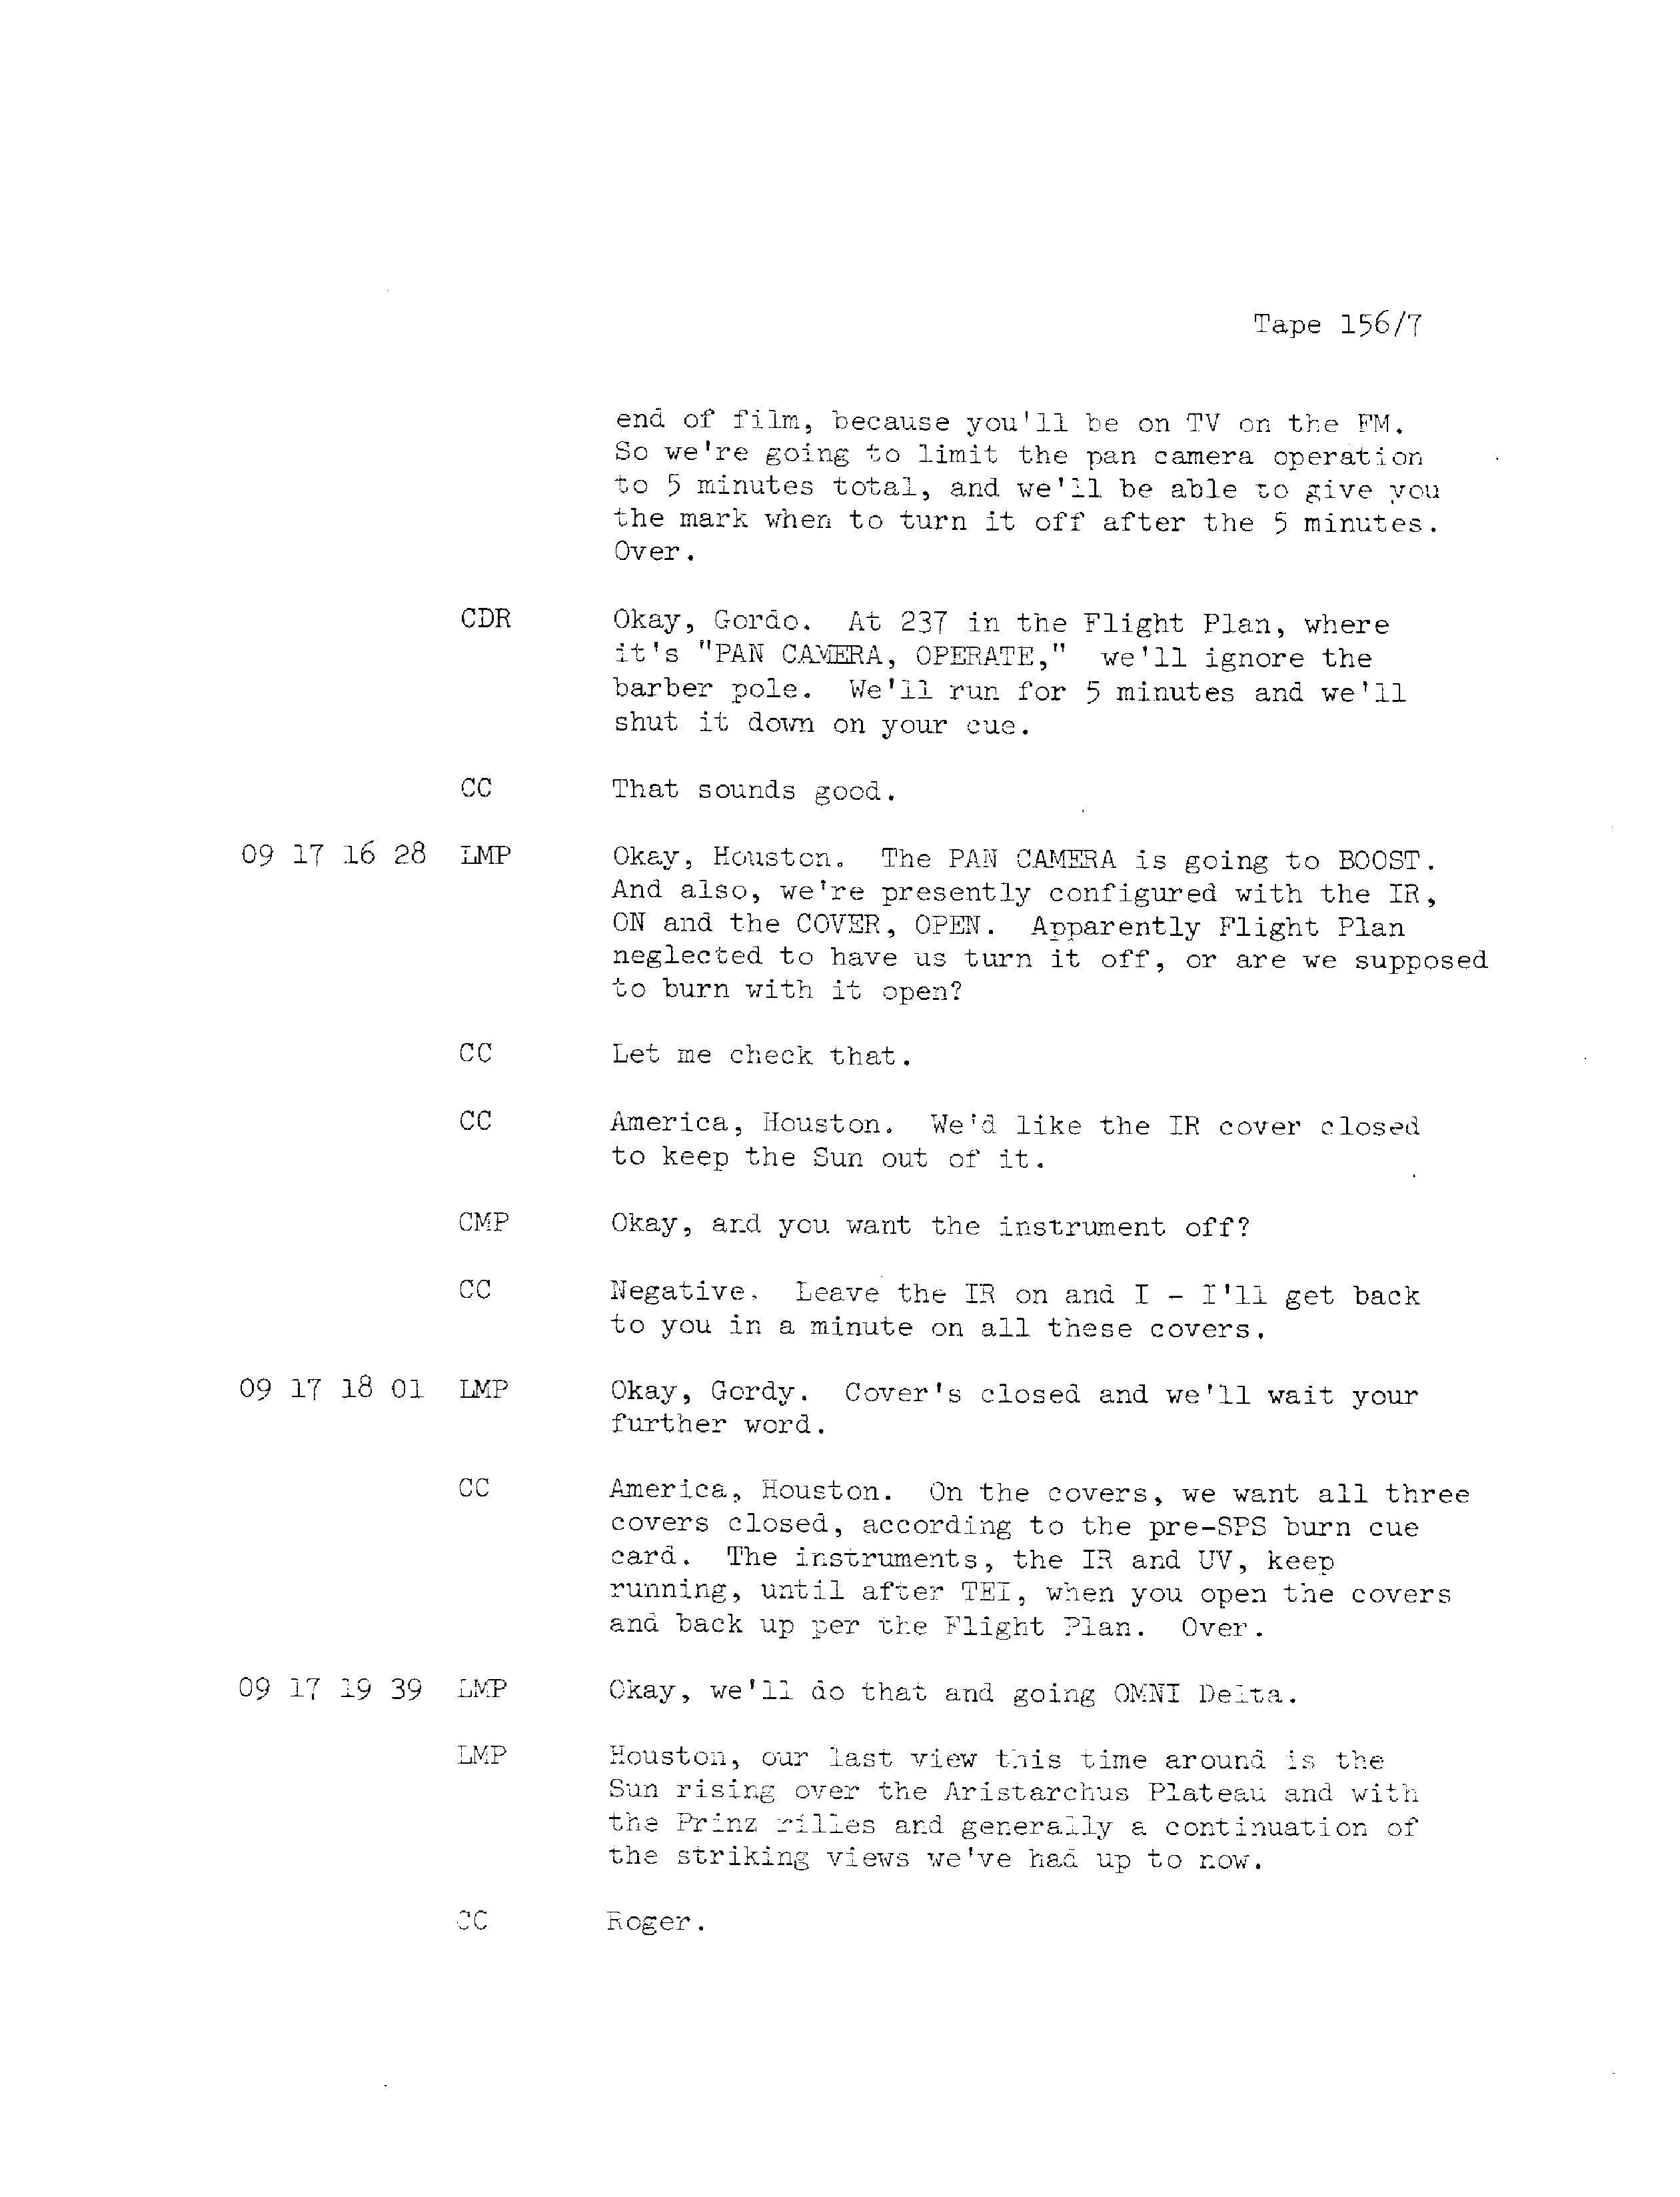 Tape 156/7
end of film, because you'll be on TV on the FM.
So we're going to limit the pan camera operation
to 5 minutes total, and we'll be able to give you
the mark when to turn it off after the 5 minutes.
Over.
CDR Okay, Gordo. At 237 in the Flight Plan, where
it's "PAN CAMERA, OPERATE," we'll ignore the
barber pole. We'll run for 5 minutes and we'll
shut it down on your cue.
CC That sounds good.
09 17 16 28 LMP Okay, Houston. The PAN CAMERA is going to BOOST.
And also, we're presently configured with the IR,
ON and the COVER, OPEN. Apparently Flight Plan
neglected to have us turn it off, or are we supposed
to burn with it open?
CC Let me check that.
CC America, Houston. We'd like the IR cover closed
to keep the Sun out of it.
CMP Okay, and you want the instrument off?
CC Negative. Leave the IR on and I - I'll get back
to you in a minute on all these covers.
09 17 18 01 LMP Okay, Gordy. Cover's closed and we'll wait your
further word.
CC America, Houston. On the covers, we want all three
covers closed, according to the pre-SPS burn cue
card. The instruments, the IR and UV, keep
running, until after TEI, when you open the covers
and back up per the Flight Plan. Over.
09 17 19 39 LMP Okay, we'll do that and going OMNI Delta.
LMP Houston, our last view this time around is the
Sun rising over the Aristarchus Plateau and with
the Prinz rilles and generally a continuation of
the striking views we've had up to now.
CC Roger.